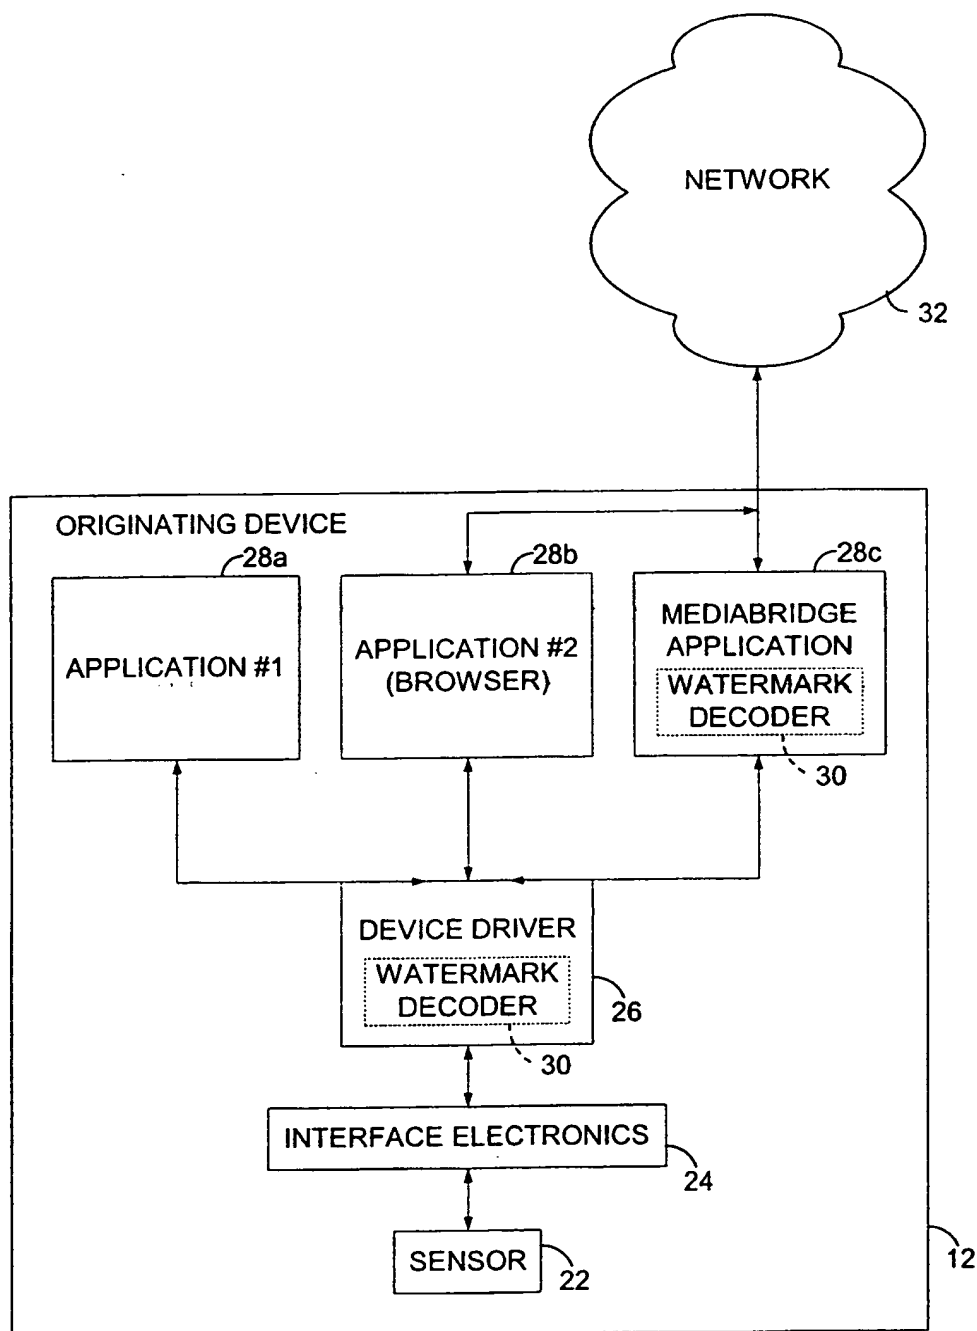 NETWORK
32
ORIGINATING DEVICE
28a
28b
28c
APPLICATION #1
APPLICATION #2
(BROWSER)
MEDIABRIDGE
APPLICATION
WATERMARK
DECODER
30
DEVICE DRIVER
WATERMARK
DECODER
26
30
INTERFACE ELECTRONICS
24
SENSOR
22
12